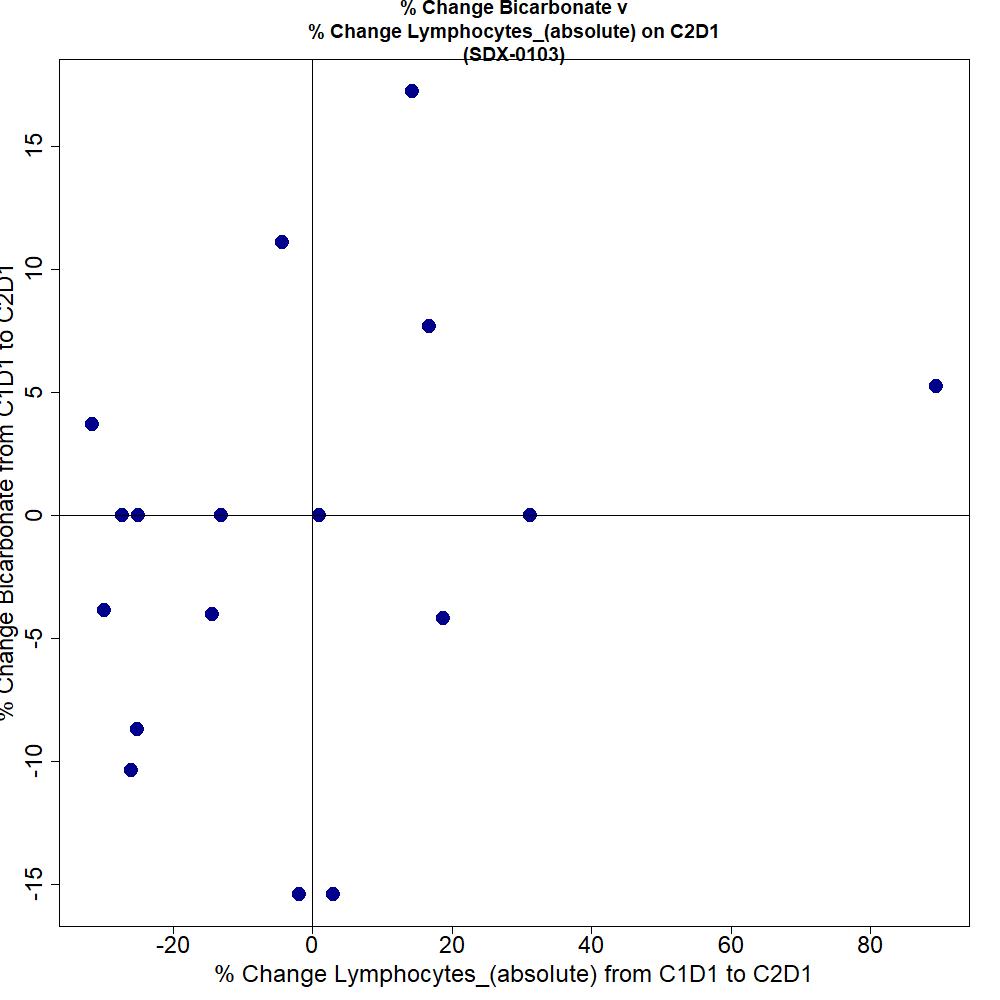 % Change Bicarbonate v
% Change Lymphocytes_(absolute) on C2D1
(SDX-0103)
% Change Bicarbonate from C1D1 to C2D1
15
10
5
0
-5
-10
-15
-20
0
20
40
60
80
% Change Lymphocytes_(absolute) from C1D1 to C2D1